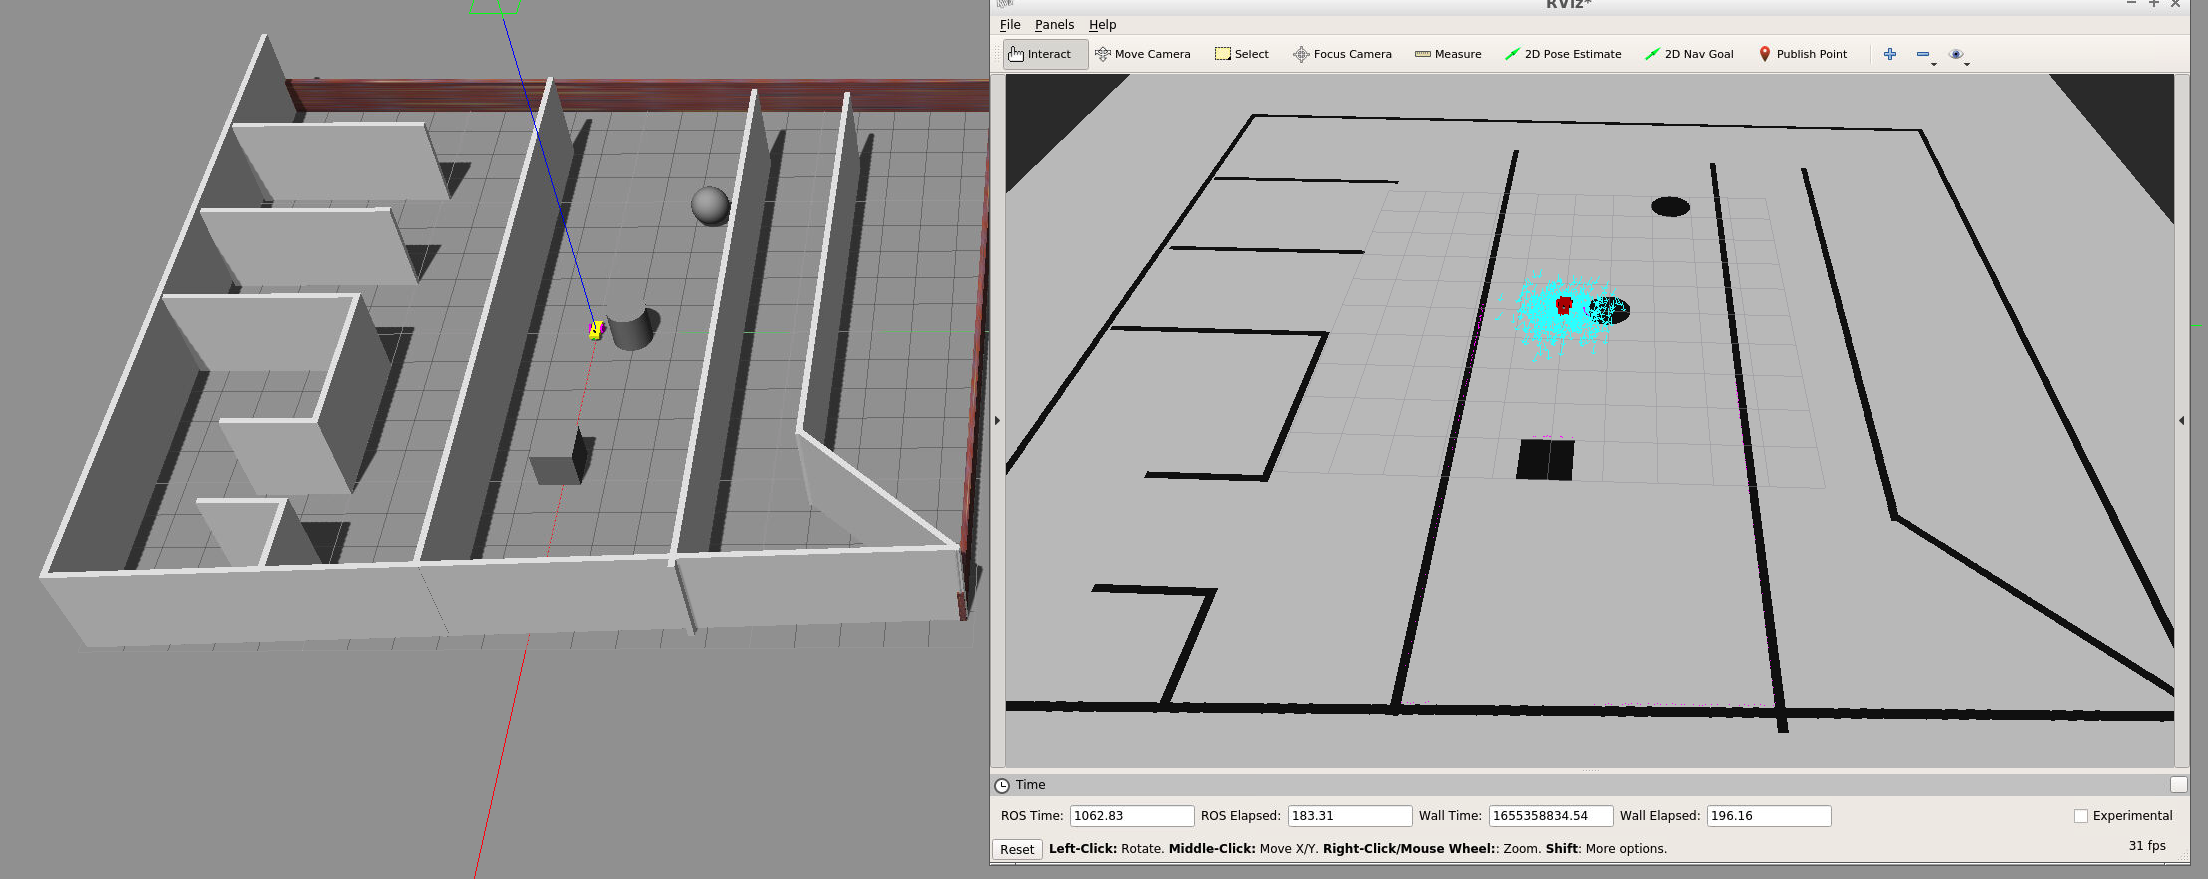 RViz*
File Panels Help
Interact Move Camera Select Focus Camera Measure 2D Pose Estimate 2D Nav Goal Publish Point
Time
ROS Time: 1062.83 ROS Elapsed: 183.31 Wall Time: 1655358834.54 Wall Elapsed: 196.16 Experimental
Reset Left-Click: Rotate. Middle-Click: Move X/Y. Right-Click/Mouse Wheel:: Zoom. Shift: More options. 31 fps